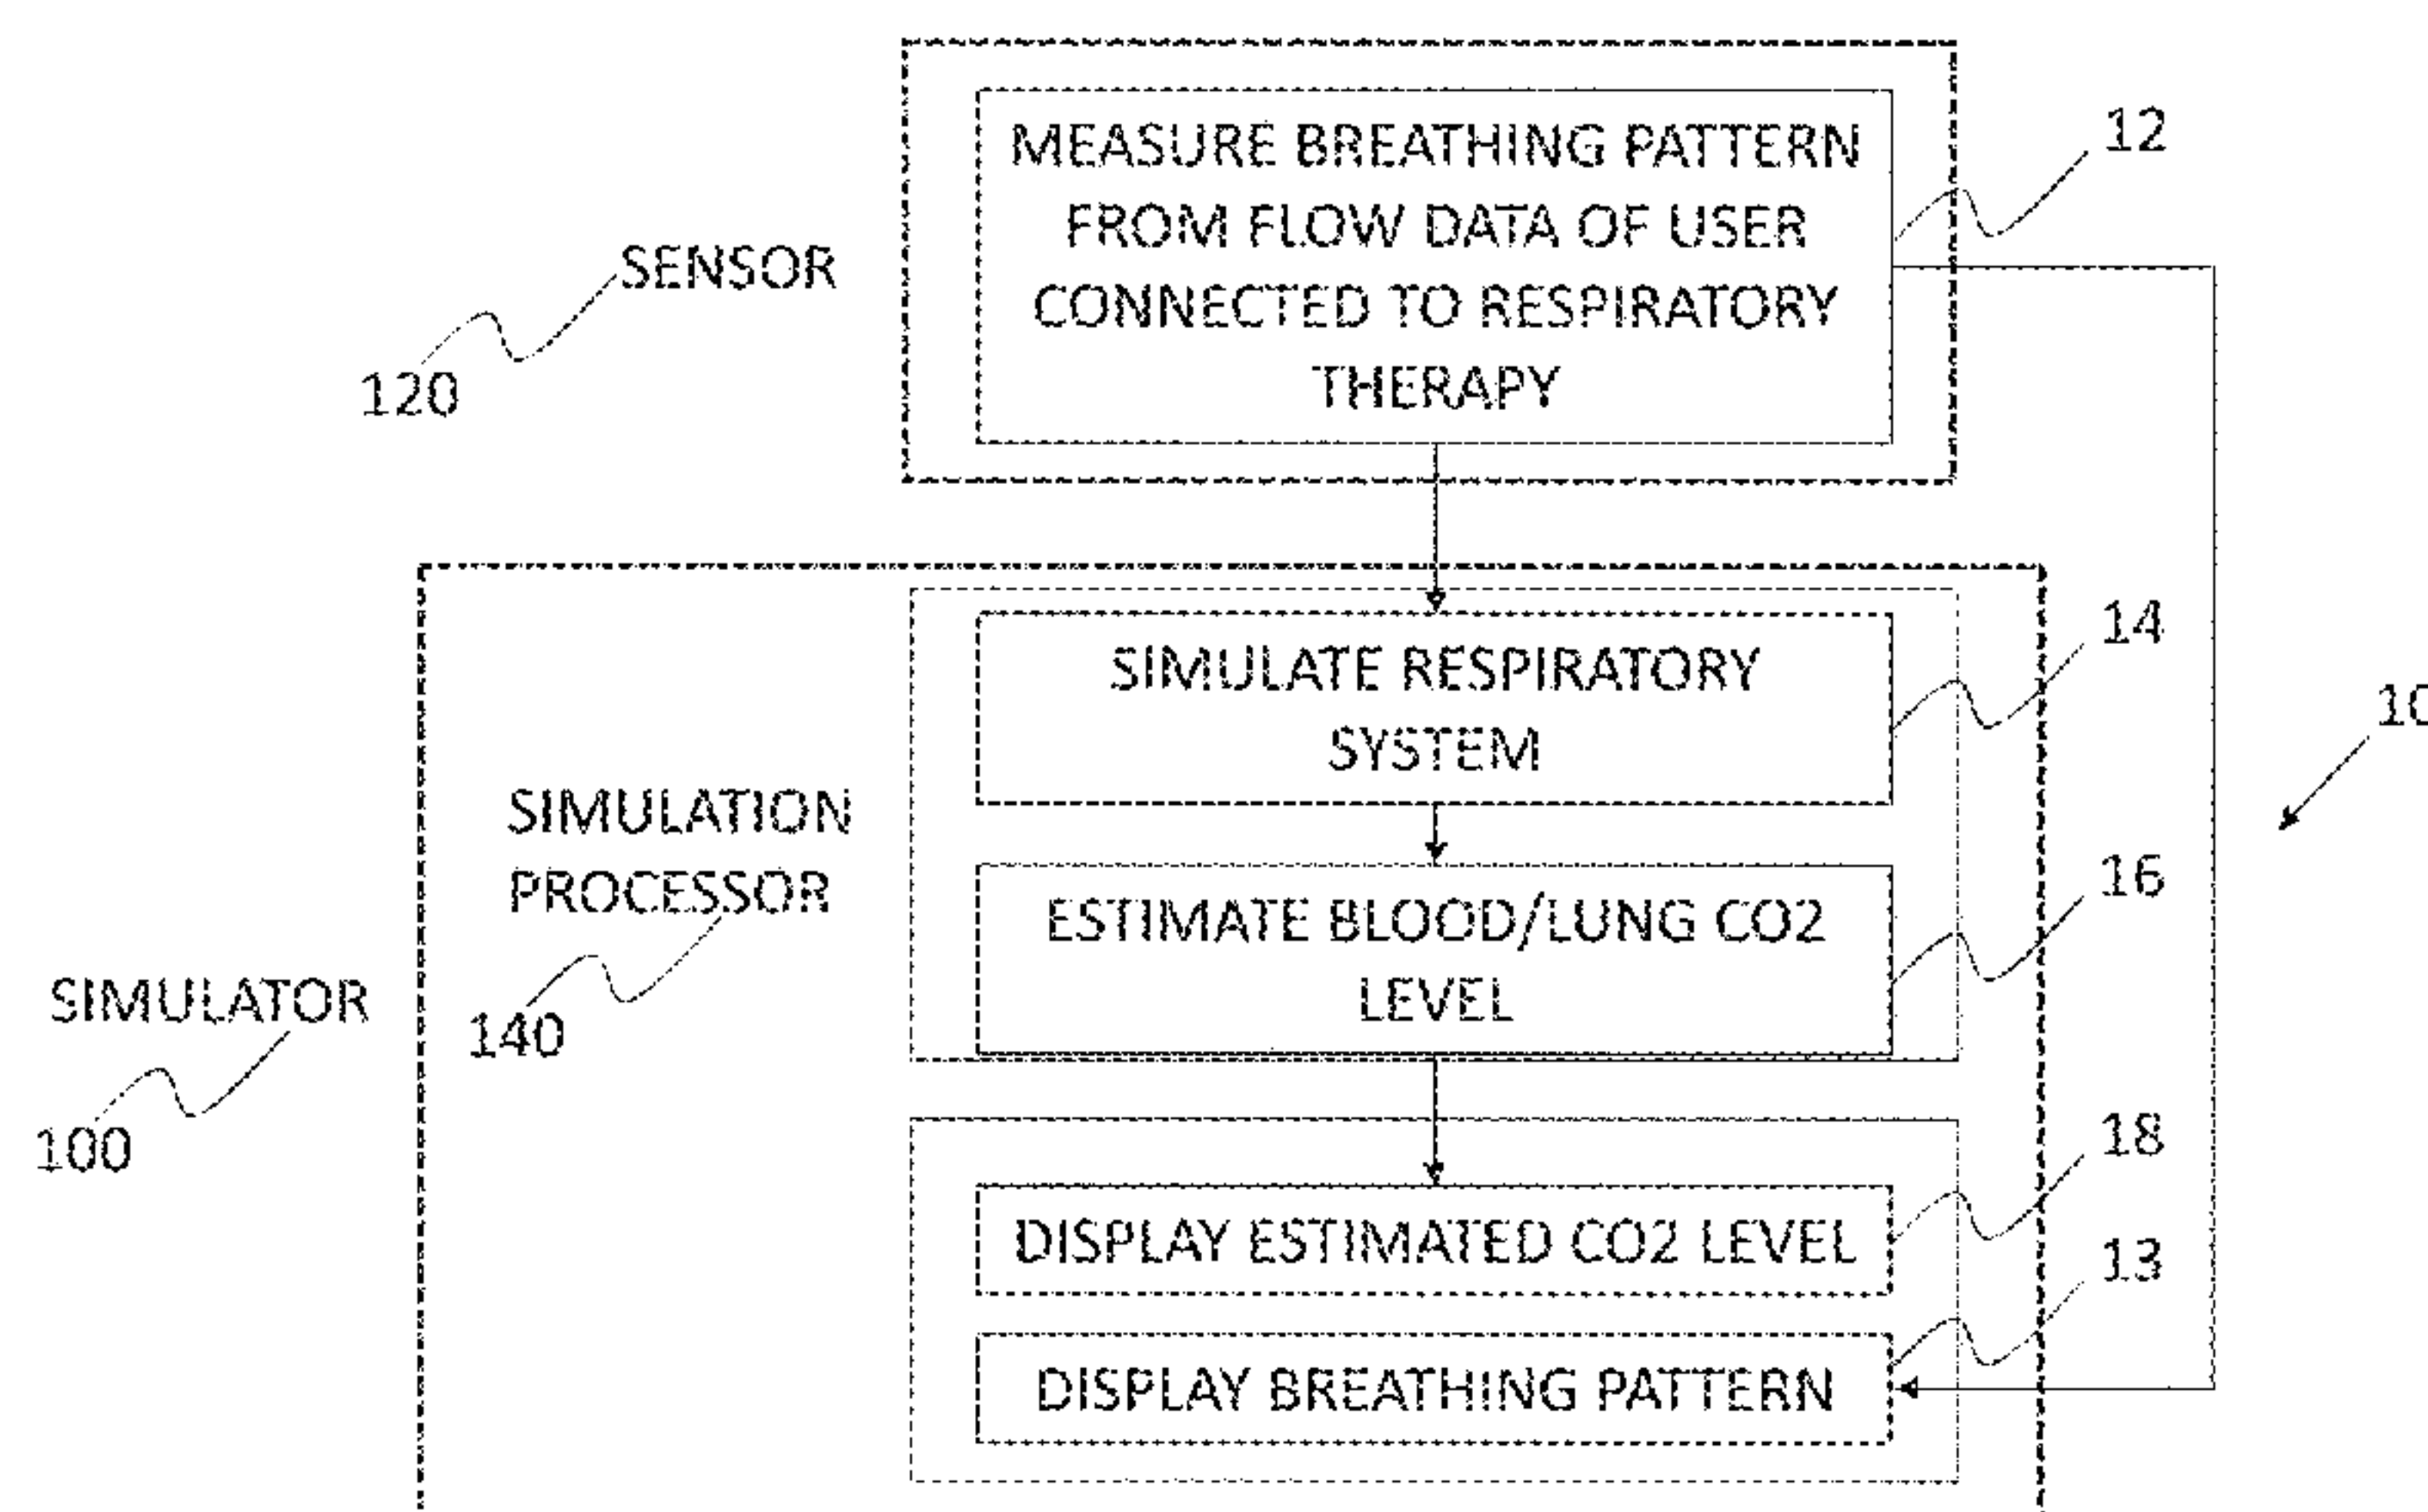 MEASURE BREATHING PATTERN
FROM FLOW DATA OF USER
CONNECTED TO RESPIRATORY
THERAPY
12
SENSOR
120
SIMULATE RESPIRATORY
SYSTEM
14
10
SIMULATION
PROCESSOR
140
ESTIMATE BLOOD/LUNG CO2
LEVEL
16
SIMULATOR
100
DISPLAY ESTIMATED CO2 LEVEL
18
DISPLAY BREATHING PATTERN
13